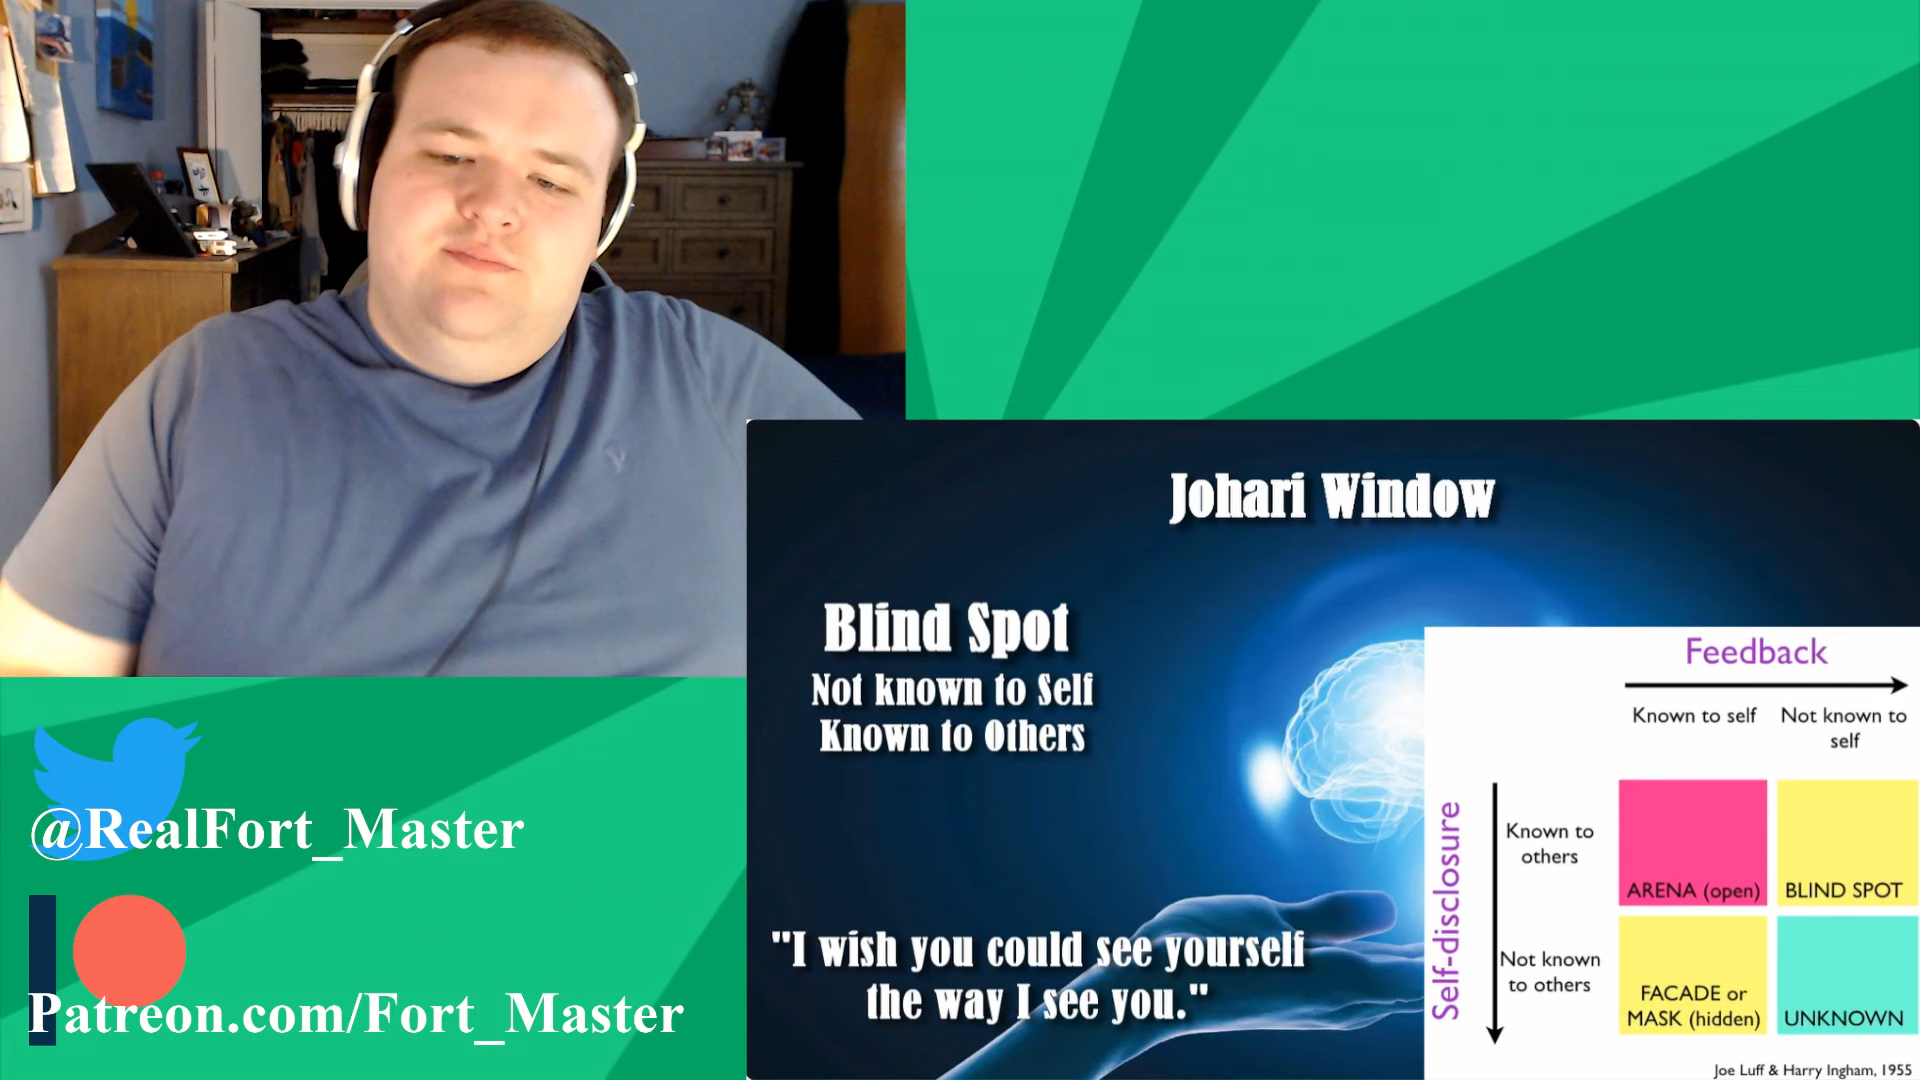 Johari Window
Blind Spot
Not known to Self
Known to Others
"I wish you could see yourself
the way I see you."
Feedback
Known to self
Not known to
self
Self-disclosure
Known to
others
ARENA (open)
BLIND SPOT
Not known
to others
FACADE or
MASK (hidden)
UNKNOWN
Joe Luff & Harry Ingham, 1955
@RealFort_Master
Patreon.com/Fort_Master